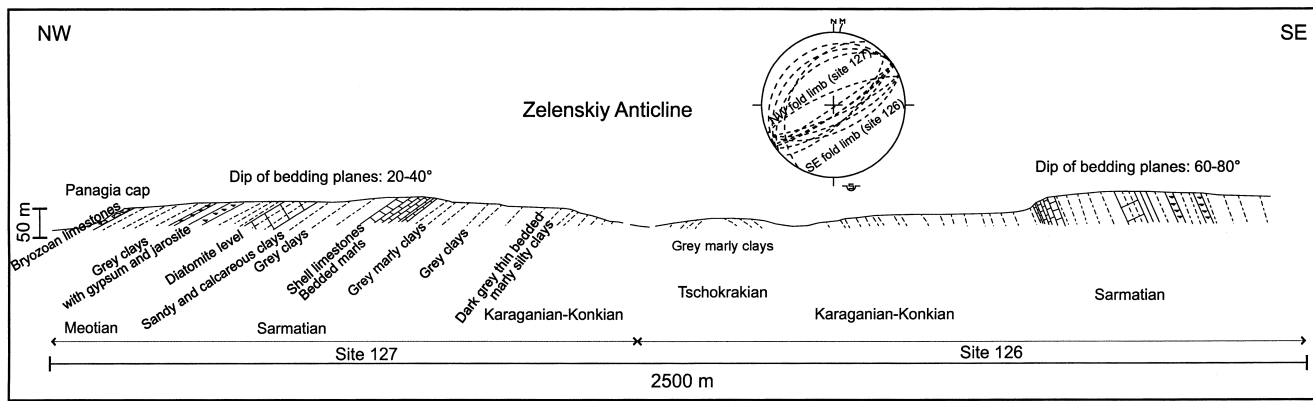 NW
SE
N M
Zelenskiy Anticline
NW fold limb (site 127)
SE fold limb (site 126)
S
Dip of bedding planes: 20-40°
Dip of bedding planes: 60-80°
Panagia cap
50 m
Bryozoan limestones
Grey clays
with gypsum and jarosite
Diatomite level
Sandy and calcareous clays
Grey clays
Shell limestones
Bedded marls
Grey marly clays
Grey clays
Dark grey thin bedded
marly silty clays
Grey marly clays
Tschokrakian
Sarmatian
Karaganian-Konkian
Karaganian-Konkian
Meotian
Sarmatian
Site 127
Site 126
2500 m